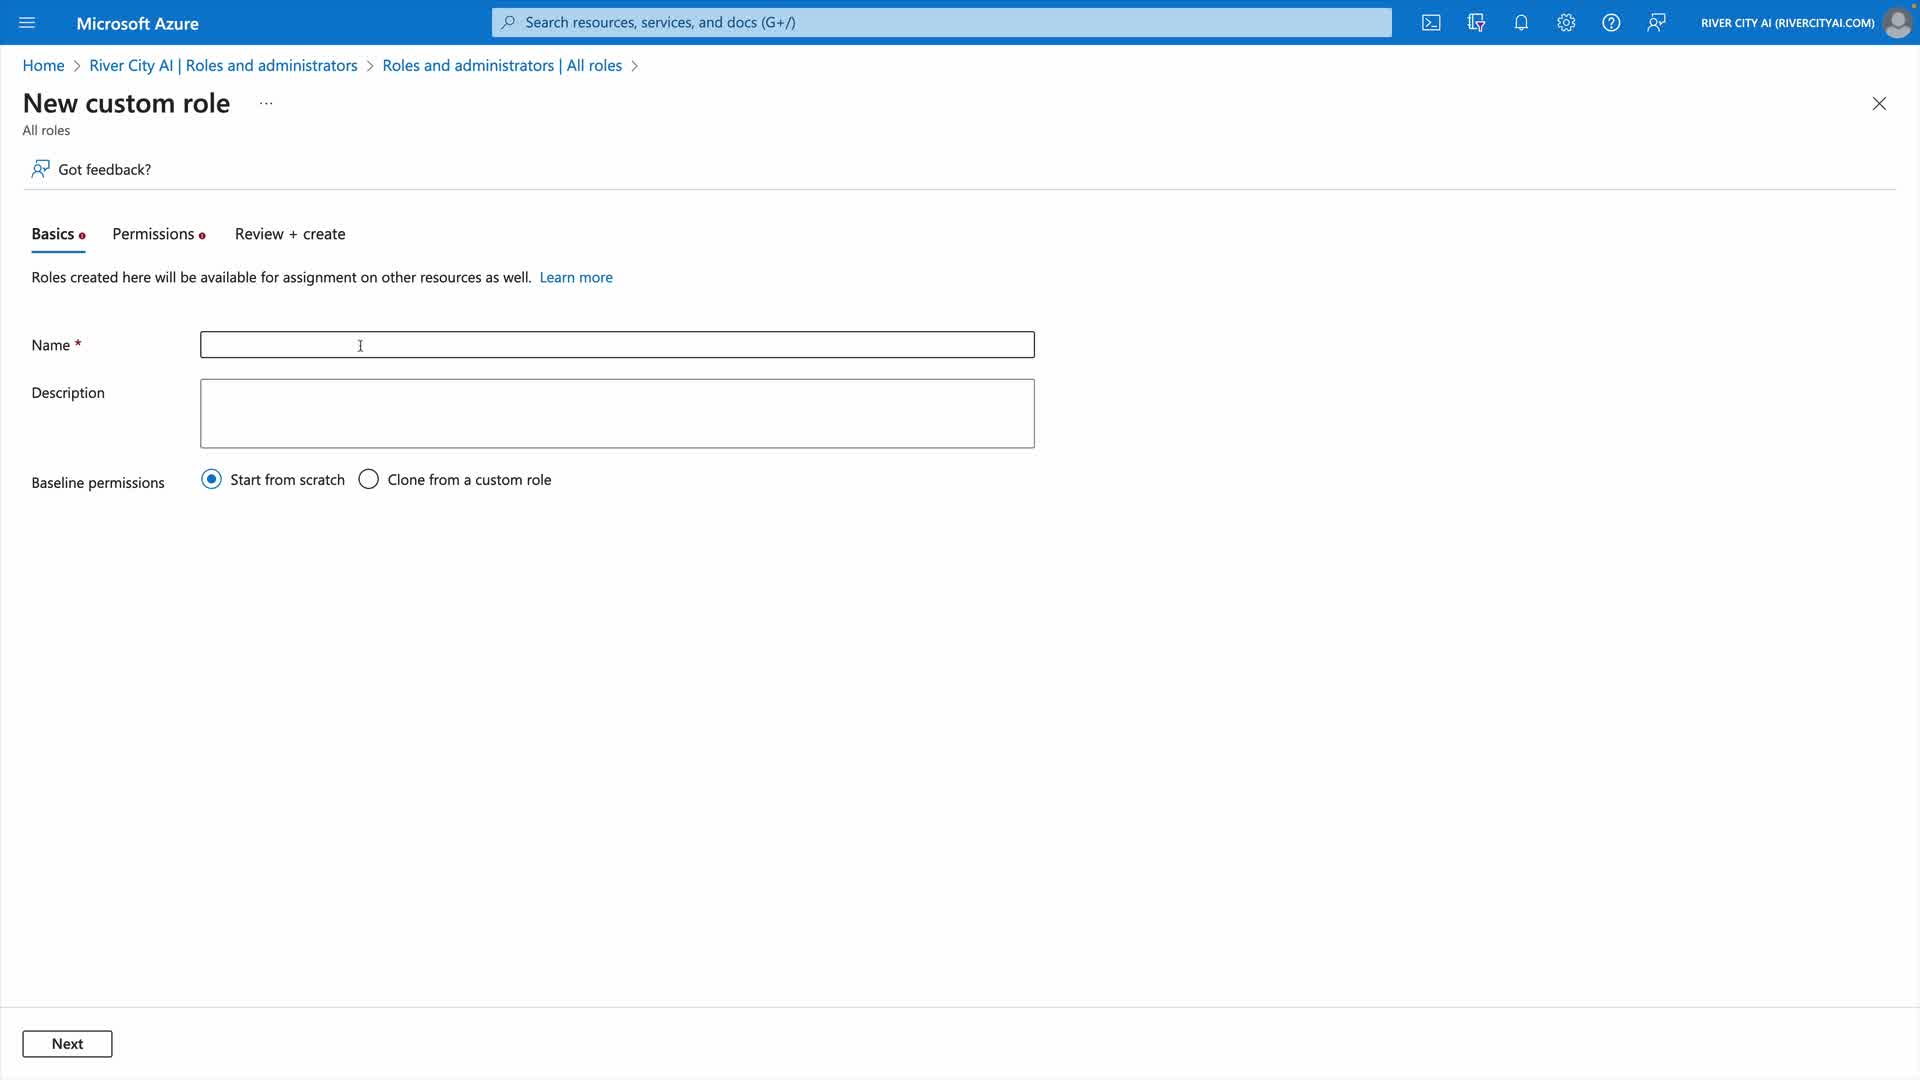 Microsoft Azure
Search resources, services, and docs (G+/)
RIVER CITY AI (RIVERCITYAI.COM)
Home > River City AI | Roles and administrators > Roles and administrators | All roles >
New custom role ...
All roles
Got feedback?
Basics Permissions Review + create
Roles created here will be available for assignment on other resources as well. Learn more
Name *
Description
Baseline permissions Start from scratch Clone from a custom role
Next